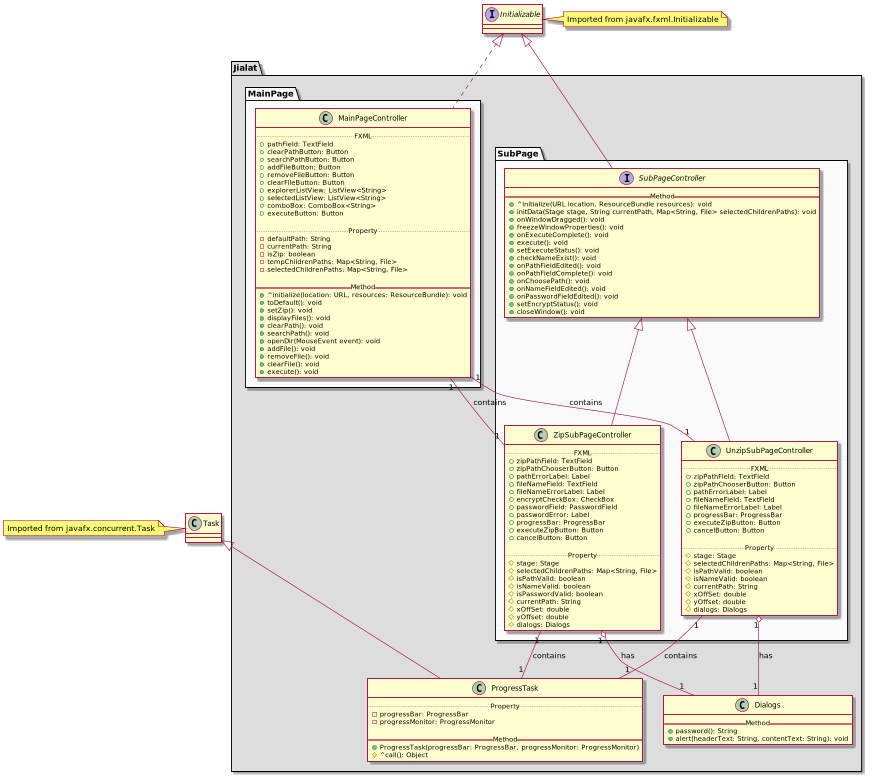 Initializable
Imported from javafx.fxml.Initializable
Jialat
MainPage
MainPageController
FXML
pathField: TextField
clearPathButton: Button
searchPathButton: Button
addFileButton: Button
removeFileButton: Button
clearFileButton: Button
explorerListView: ListView<String>
selectedListView: ListView<String>
comboBox: ComboBox<String>
executeButton: Button
Property
defaultPath: String
currentPath: String
isZip: boolean
tempChildrenPaths: Map<String, File>
selectedChildrenPaths: Map<String, File>
Method
^initialize(location: URL, resources: ResourceBundle): void
toDefault(): void
setZip(): void
displayFiles(): void
clearPath(): void
searchPath(): void
openDir(MouseEvent event): void
addFile(): void
removeFile(): void
clearFile(): void
execute(): void
SubPage
SubPageController
Method
^initialize(URL location, ResourceBundle resources): void
initData(Stage stage, String currentPath, Map<String, File> selectedChildrenPaths): void
onWindowDragged(): void
freezeWindowProperties(): void
onExecuteComplete(): void
execute(): void
setExecuteStatus(): void
checkNameExist(): void
onPathFieldEdited(): void
onPathFieldComplete(): void
onChoosePath(): void
onNameFieldEdited(): void
onPasswordFieldEdited(): void
setEncryptStatus(): void
closeWindow(): void
1
1
contains
contains
1
1
ZipSubPageController
FXML
zipPathField: TextField
zipPathChooserButton: Button
pathErrorLabel: Label
fileNameField: TextField
fileNameErrorLabel: Label
encryptCheckBox: CheckBox
passwordField: PasswordField
passwordError: Label
progressBar: ProgressBar
executeZipButton: Button
cancelButton: Button
Property
stage: Stage
selectedChildrenPaths: Map<String, File>
isPathValid: boolean
isNameValid: boolean
isPasswordValid: boolean
currentPath: String
xOffSet: double
yOffset: double
dialogs: Dialogs
UnzipSubPageController
FXML
zipPathField: TextField
zipPathChooserButton: Button
pathErrorLabel: Label
fileNameField: TextField
fileNameErrorLabel: Label
progressBar: ProgressBar
executeZipButton: Button
cancelButton: Button
Property
stage: Stage
selectedChildrenPaths: Map<String, File>
isPathValid: boolean
isNameValid: boolean
currentPath: String
xOffSet: double
yOffset: double
dialogs: Dialogs
Imported from javafx.concurrent.Task
Task
1
1
1
1
contains
has
contains
has
1
1
1
1
ProgressTask
Property
progressBar: ProgressBar
progressMonitor: ProgressMonitor
Method
ProgressTask(progressBar: ProgressBar, progressMonitor: ProgressMonitor)
^call(): Object
Dialogs
Method
password(): String
alert(headerText: String, contentText: String): void